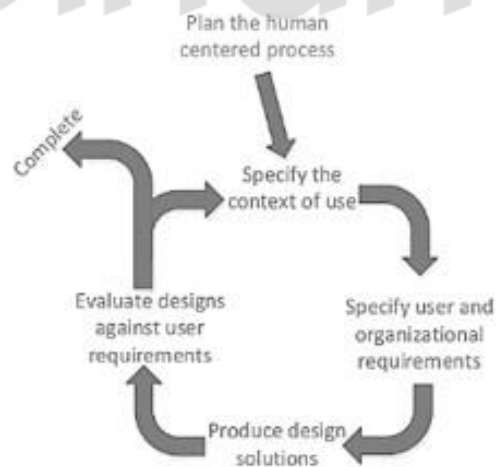 Plan the human
centered process
Complete
Specify the
context of use
Evaluate designs
against user
requirements
Specify user and
organizational
requirements
Produce design
solutions